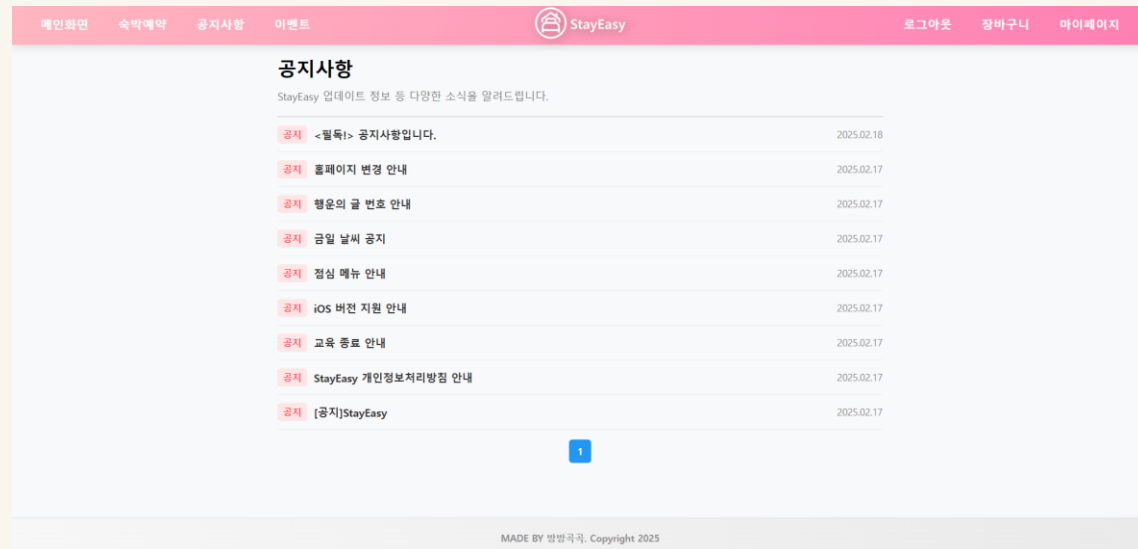 메인화면 숙박예약 공지사항 이벤트 StayEasy 로그아웃 장바구니 마이페이지
공지사항
StayEasy 업데이트 정보 등 다양한 소식을 알려드립니다.
공지 <필독!> 공지사항입니다. 2025.02.18
공지 홈페이지 변경 안내 2025.02.17
공지 행운의 글 번호 안내 2025.02.17
공지 금일 날씨 공지 2025.02.17
공지 점심 메뉴 안내 2025.02.17
공지 iOS 버전 지원 안내 2025.02.17
공지 교육 종료 안내 2025.02.17
공지 StayEasy 개인정보처리방침 안내 2025.02.17
공지 [공지]StayEasy 2025.02.17
1
MADE BY 방방곡곡. Copyright 2025